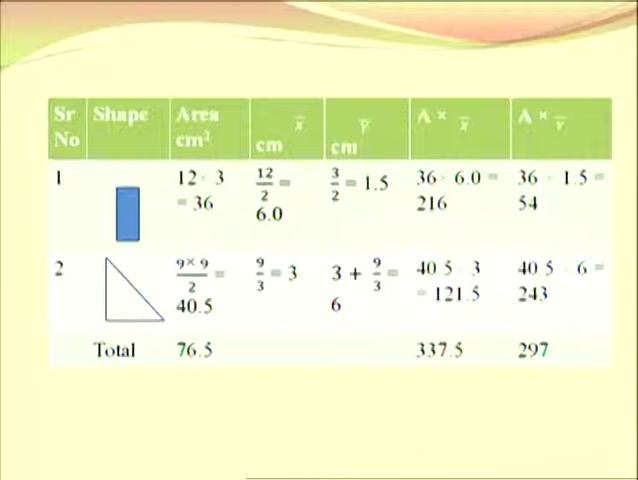 Sr No Shape Area cm² x̄ cm ȳ cm A × x̄ A × ȳ
1 12 × 3 = 36 12/2 = 6.0 3/2 = 1.5 36 × 6.0 = 216 36 × 1.5 = 54
2 9 × 9/2 = 40.5 9/3 = 3 3 + 9/3 = 6 40.5 × 3 = 121.5 40.5 × 6 = 243
Total 76.5 337.5 297